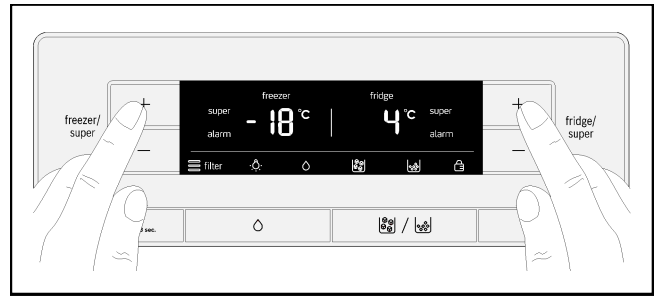 freezer
fridge
super
-18°C
4°C
super
alarm
alarm
filter
freezer/
super
+
−
+
−
fridge/
super
sec.
/